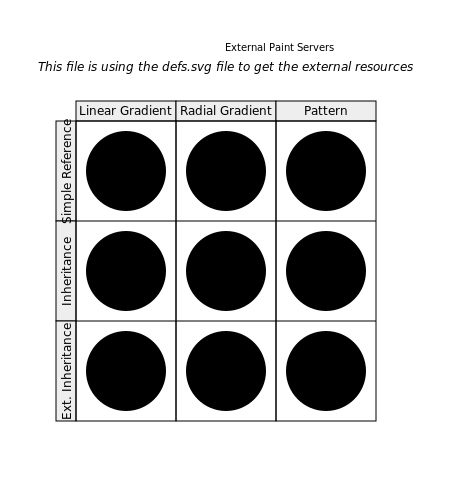 External Paint Servers
This file is using the defs.svg file to get the external resources
Linear Gradient
Radial Gradient
Pattern
Simple Reference
Inheritance
Ext. Inheritance